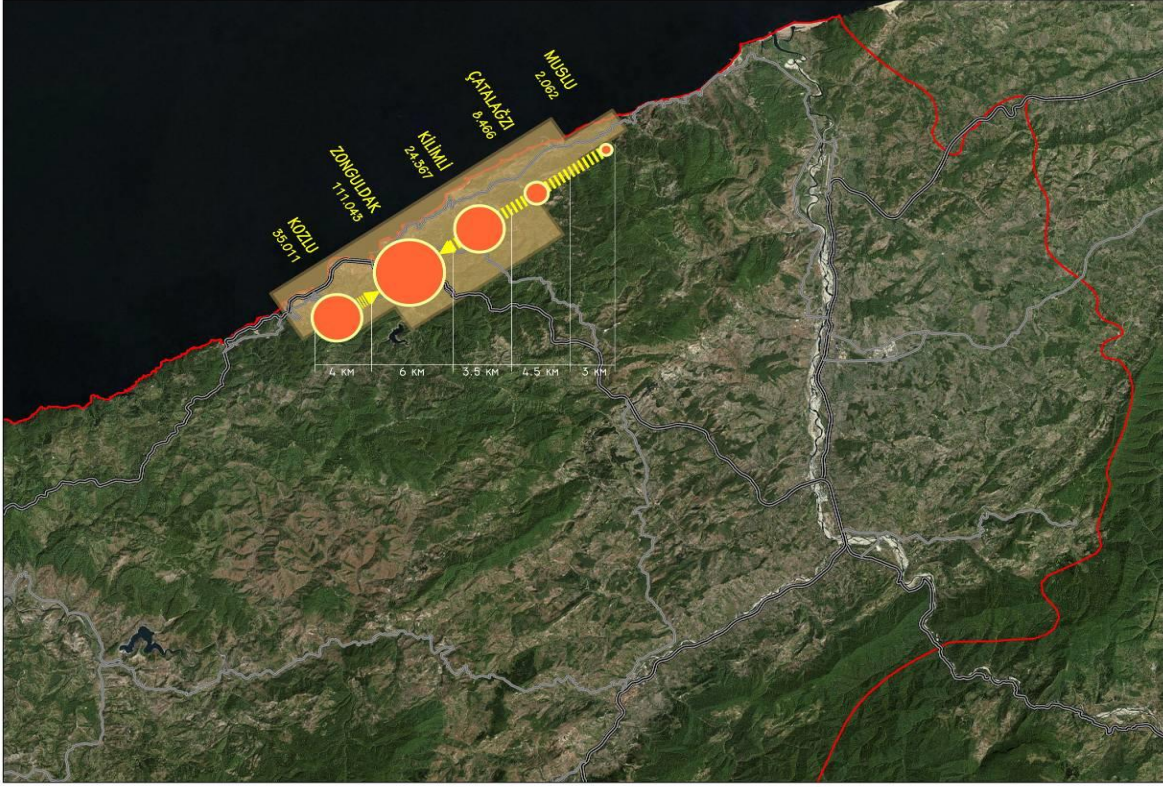 MUSLU
2.062
ÇATALAĞZI
8.466
KİLİMLİ
24.367
ZONGULDAK
111.043
KOZLU
35.011
4 KM 6 KM 3.5 KM 4.5 KM 3 KM